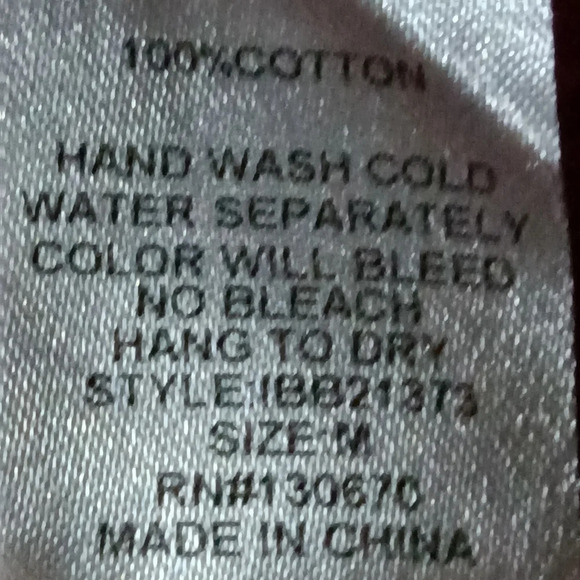 100%COTTON
HAND WASH COLD
WATER SEPARATELY
COLOR WILL BLEED
NO BLEACH
HANG TO DRY
STYLE:IBB21373
SIZE:M
RN#130670
MADE IN CHINA